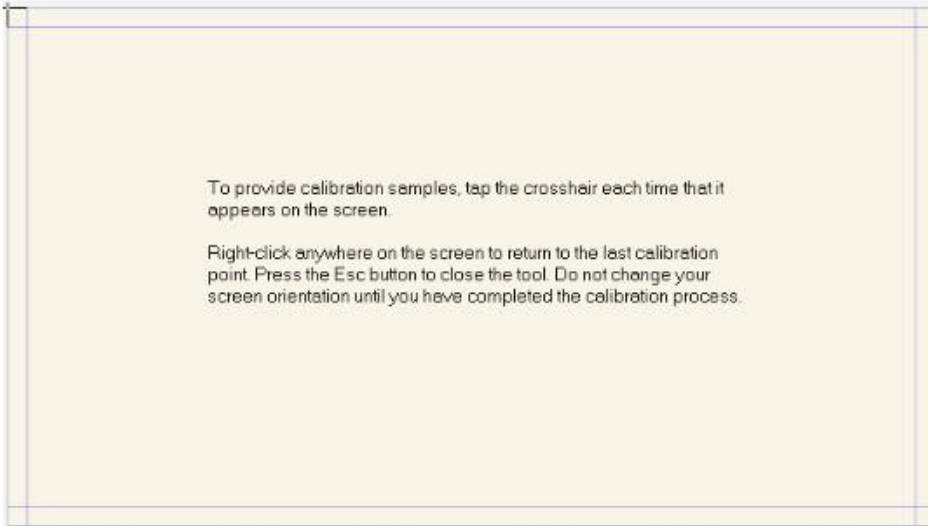 To provide calibration samples, tap the crosshair each time that it
appears on the screen.
Right-click anywhere on the screen to return to the last calibration
point. Press the Esc button to close the tool. Do not change your
screen orientation until you have completed the calibration process.